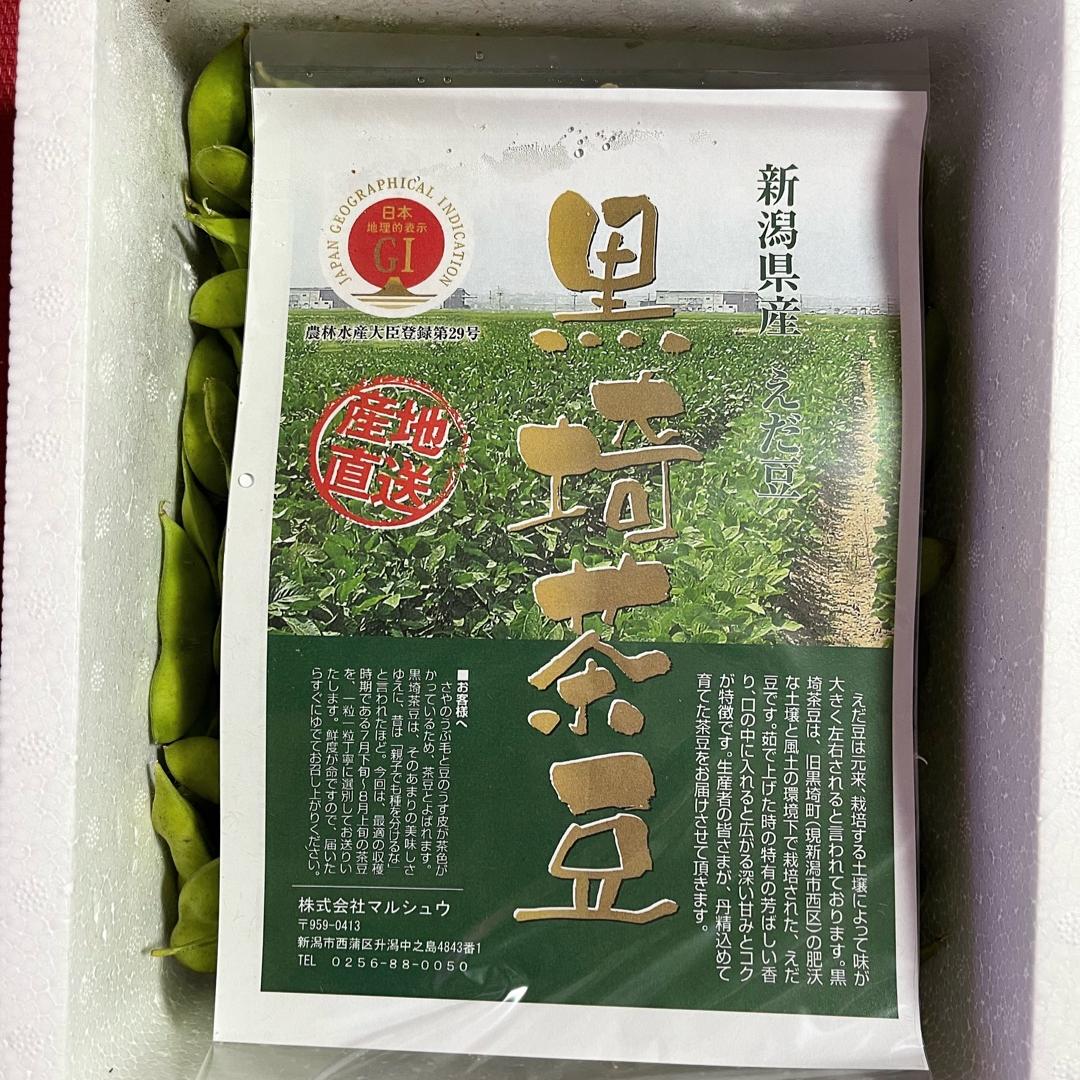 新潟県産 えだ豆
黒埼茶豆
JAPAN GEOGRAPHICAL INDICATION
日本
地理的表示
GI
農林水産大臣登録第29号
産地
直送
えだ豆は元来、栽培する土壌によって味が
大きく左右されると言われております。黒
埼茶豆は、旧黒埼町(現新潟市西区)の肥沃
な土壌と風土の環境下で栽培された、えだ
豆です。茹で上げた時の特有の芳ばしい香
り、口の中に入れると広がる深い甘みとコク
が特徴です。生産者の皆さまが、丹精込めて
育てた茶豆をお届けさせて頂きます。
■お客様へ
さやのうぶ毛と豆のうす皮が茶色が
かっているため、茶豆とよばれます。
黒埼茶豆は、そのあまりの美味しさ
ゆえに、昔は「親子でも種を分けるな」
と言われたほど。今回は、最適の収穫
時期である7月下旬〜8月上旬の茶豆
を、一粒一粒丁寧に選別してお送りい
たします。鮮度が命ですので、届いた
らすぐにゆでてお召し上がりください。
株式会社マルシュウ
〒959-0413
新潟市西蒲区升潟中之島4843番1
TEL 0256-88-0050